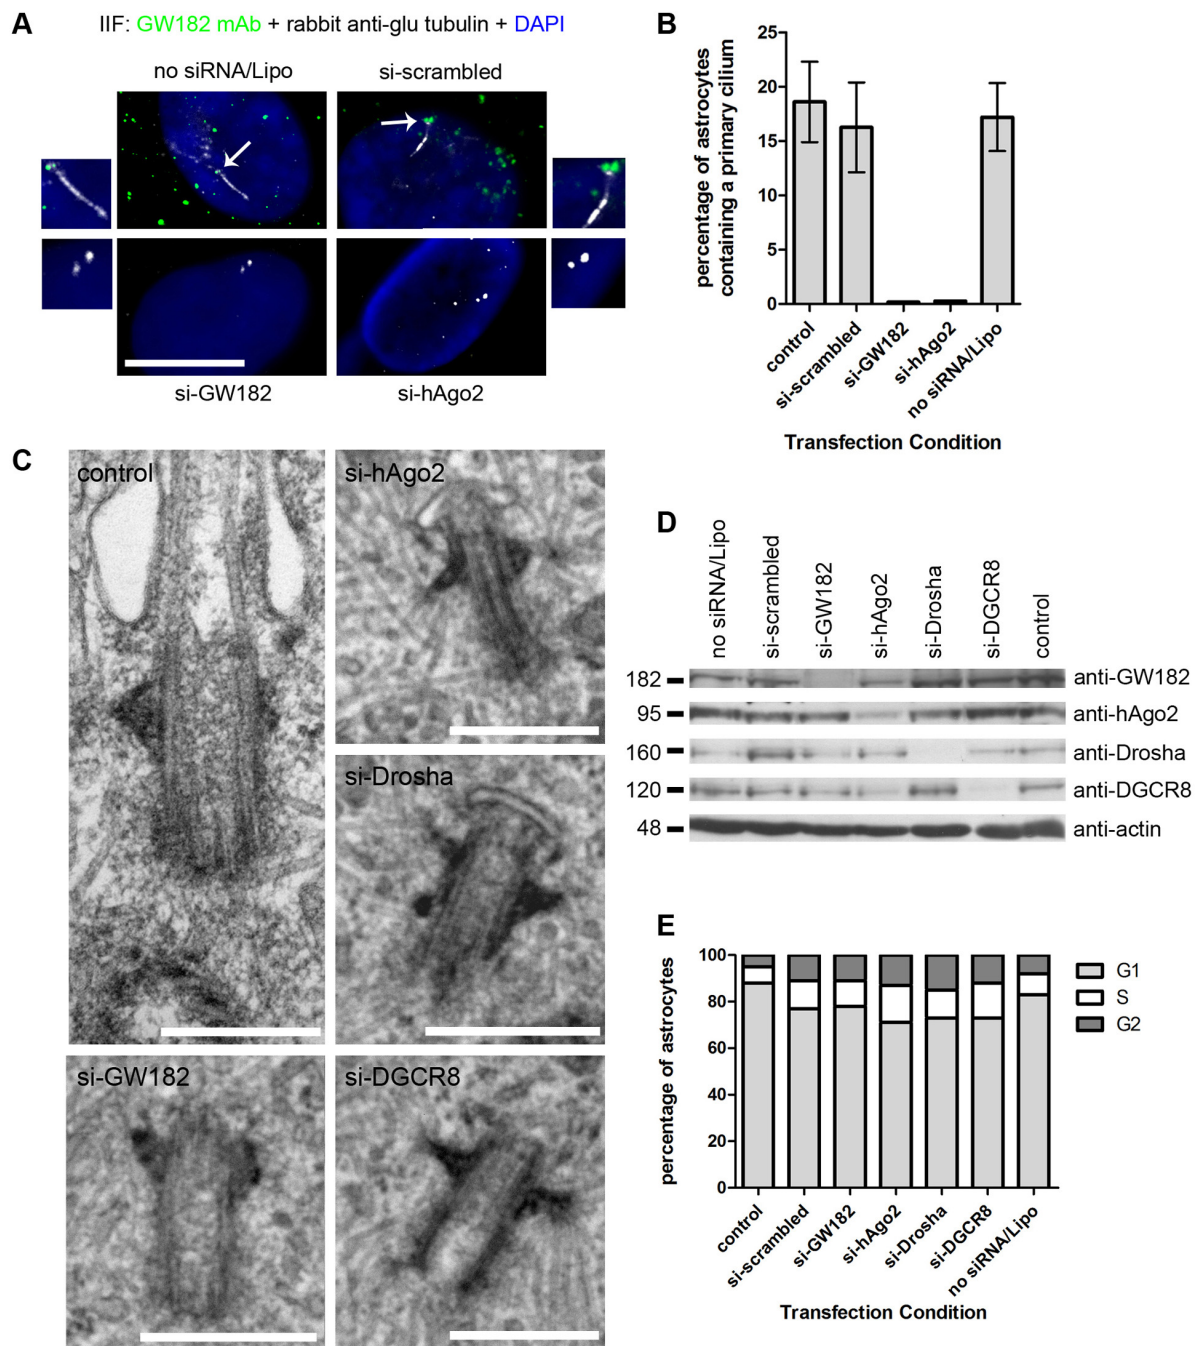 A
IIF: GW182 mAb + rabbit anti-glu tubulin + DAPI
no siRNA/Lipo
si-scrambled
si-GW182
si-hAgo2
B
percentage of astrocytes
containing a primary cilium
25
20
15
10
5
0
control
si-scrambled
si-GW182
si-hAgo2
no siRNA/Lipo
Transfection Condition
C
control
si-hAgo2
si-Drosha
si-GW182
si-DGCR8
D
no siRNA/Lipo
si-scrambled
si-GW182
si-hAgo2
si-Drosha
si-DGCR8
control
182
anti-GW182
95
anti-hAgo2
160
anti-Drosha
120
anti-DGCR8
48
anti-actin
E
percentage of astrocytes
100
80
60
40
20
0
G1
S
G2
control
si-scrambled
si-GW182
si-hAgo2
si-Drosha
si-DGCR8
no siRNA/Lipo
Transfection Condition